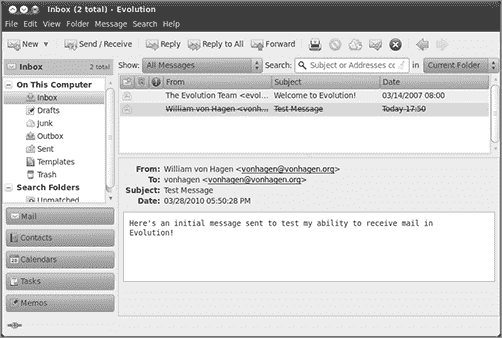 Inbox (2 total) - Evolution
File Edit View Folder Message Search Help
New Send / Receive Reply Reply to All Forward
Inbox 2 total Show: All Messages Search: Subject or Addresses cc in Current Folder
On This Computer
Inbox
Drafts
Junk
Outbox
Sent
Templates
Trash
Search Folders
Unmatched
Mail
Contacts
Calendars
Tasks
Memos
From Subject Date
The Evolution Team <evol... Welcome to Evolution! 03/14/2007 08:00
William von Hagen <vonh... Test Message Today 17:50
From: William von Hagen <vonhagen@vonhagen.org>
To: vonhagen <vonhagen@vonhagen.org>
Subject: Test Message
Date: 03/28/2010 05:50:28 PM
Here's an initial message sent to test my ability to receive mail in
Evolution!